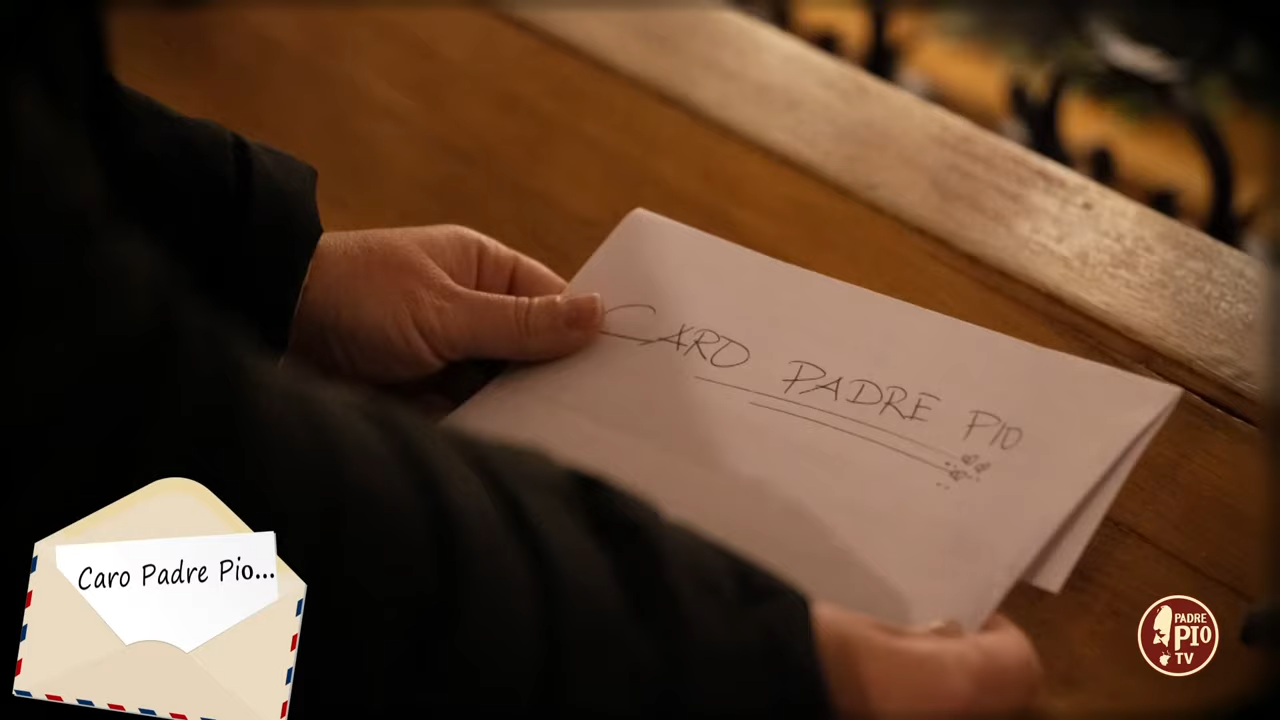 CARO PADRE PIO
Caro Padre Pio...
PADRE
PIO
TV